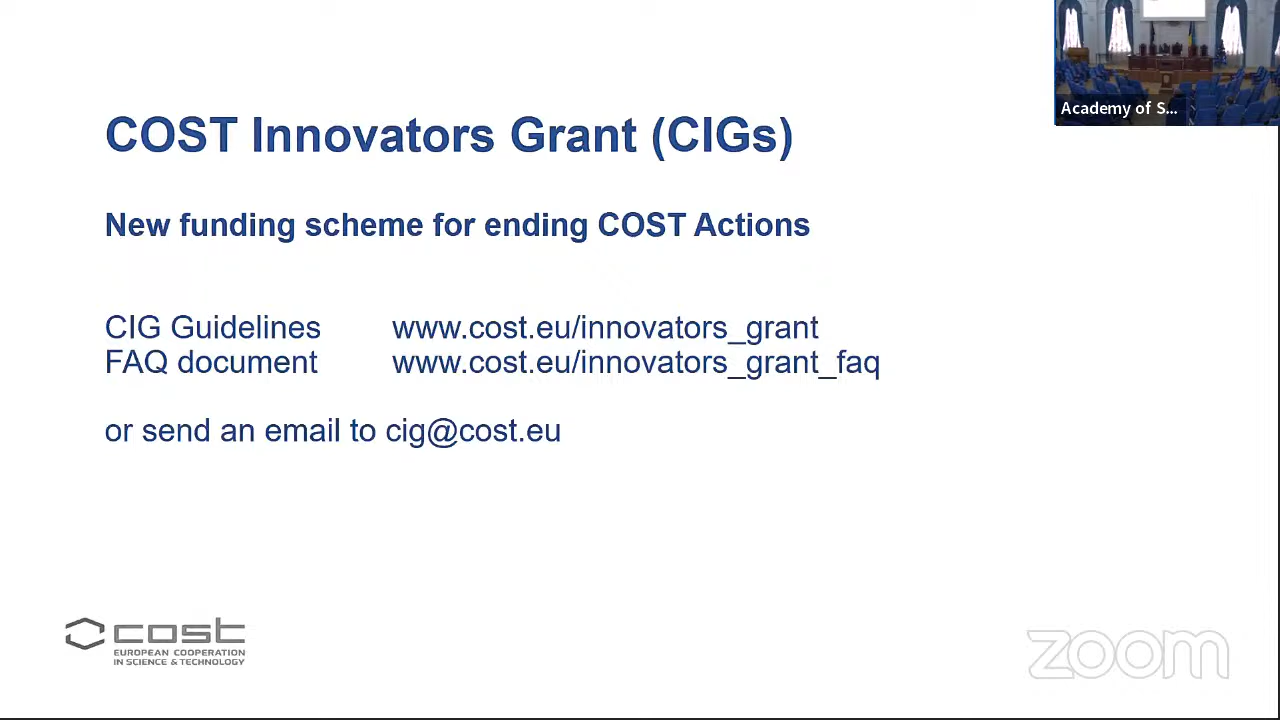 Academy of S...
COST Innovators Grant (CIGs)
New funding scheme for ending COST Actions
CIG Guidelines www.cost.eu/innovators_grant
FAQ document www.cost.eu/innovators_grant_faq
or send an email to cig@cost.eu
cost
EUROPEAN COOPERATION
IN SCIENCE & TECHNOLOGY
zoom